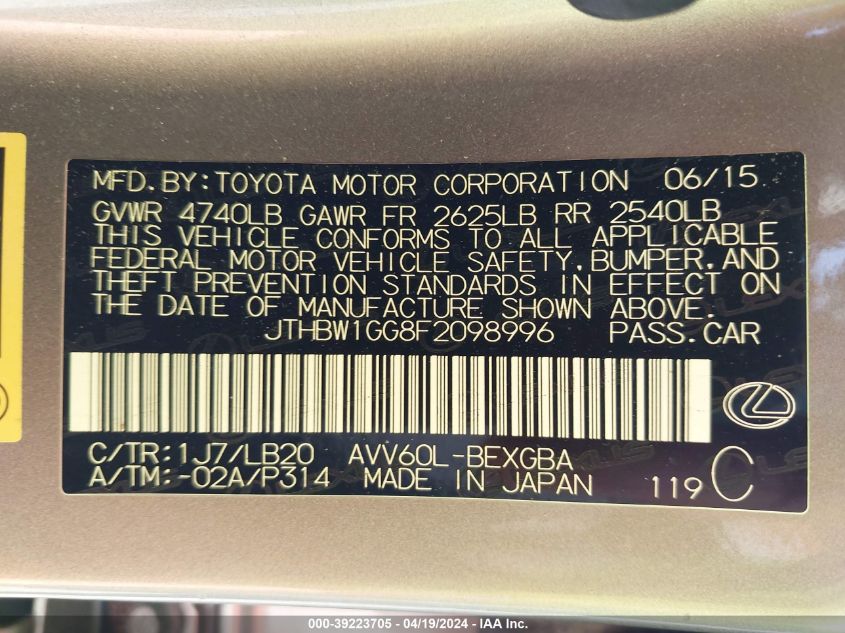 MFD.BY:TOYOTA MOTOR CORPORATION 06/15
GVWR 4740LB GAWR FR 2625LB RR 2540LB
THIS VEHICLE CONFORMS TO ALL APPLICABLE
FEDERAL MOTOR VEHICLE SAFETY,BUMPER,AND
THEFT PREVENTION STANDARDS IN EFFECT ON
THE DATE OF MANUFACTURE SHOWN ABOVE.
JTHBW1GG8F2098996 PASS.CAR
C/TR:1J7/LB20 AVV60L-BEXGBA
A/TM:-02A/P314 MADE IN JAPAN 119 C
000-39223705 - 04/19/2024 - IAA Inc.